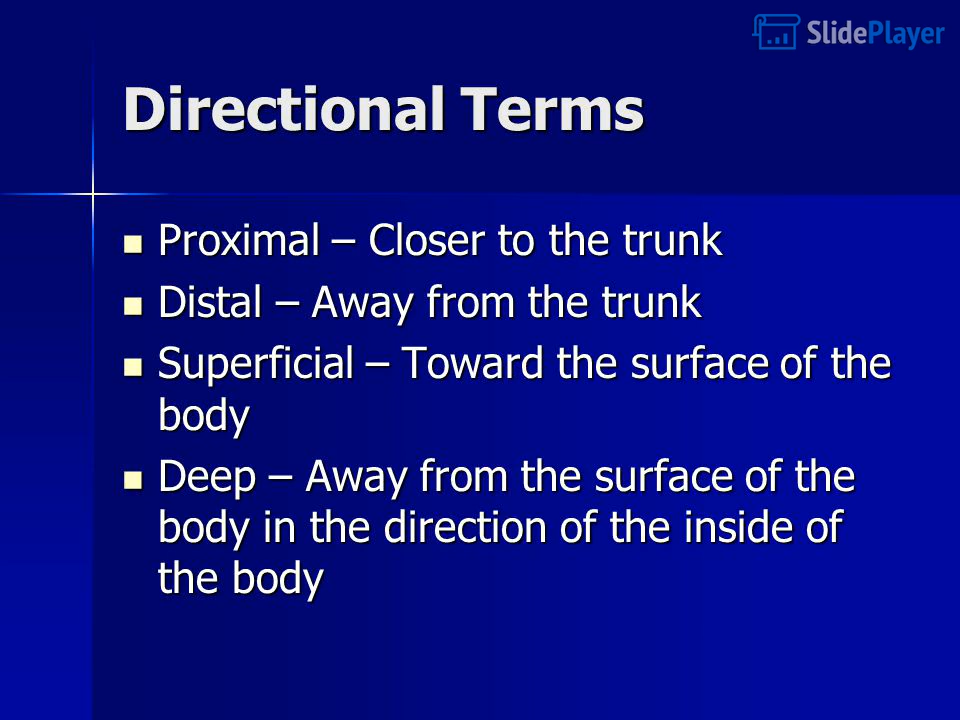 SlidePlayer
Directional Terms
■ Proximal – Closer to the trunk
■ Distal – Away from the trunk
■ Superficial – Toward the surface of the
body
■ Deep – Away from the surface of the
body in the direction of the inside of
the body